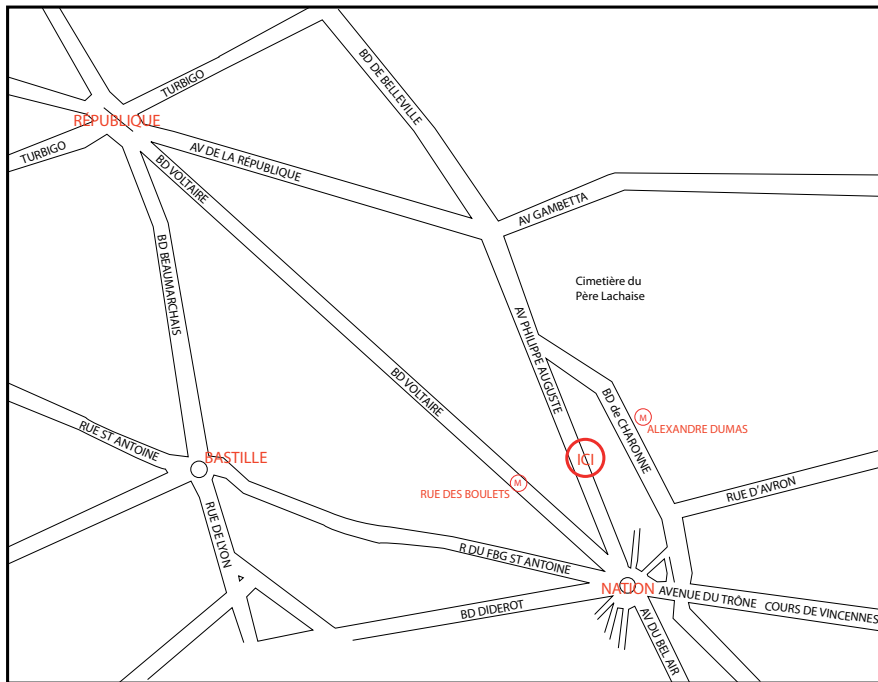 TURBIGO
BD DE BELLEVILLE
RÉPUBLIQUE
TURBIGO
AV DE LA RÉPUBLIQUE
BD VOLTAIRE
AV GAMBETTA
BD BEAUMARCHAIS
Cimetière du
Père Lachaise
AV PHILIPPE AUGUSTE
BD VOLTAIRE
BD de CHARONNE
M
ALEXANDRE DUMAS
RUE ST ANTOINE
BASTILLE
ICI
M
RUE DES BOULETS
RUE D'AVRON
RUE DE LYON
R DU FBG ST ANTOINE
NATION
AVENUE DU TRÔNE
COURS DE VINCENNES
BD DIDEROT
AV DU BEL AIR